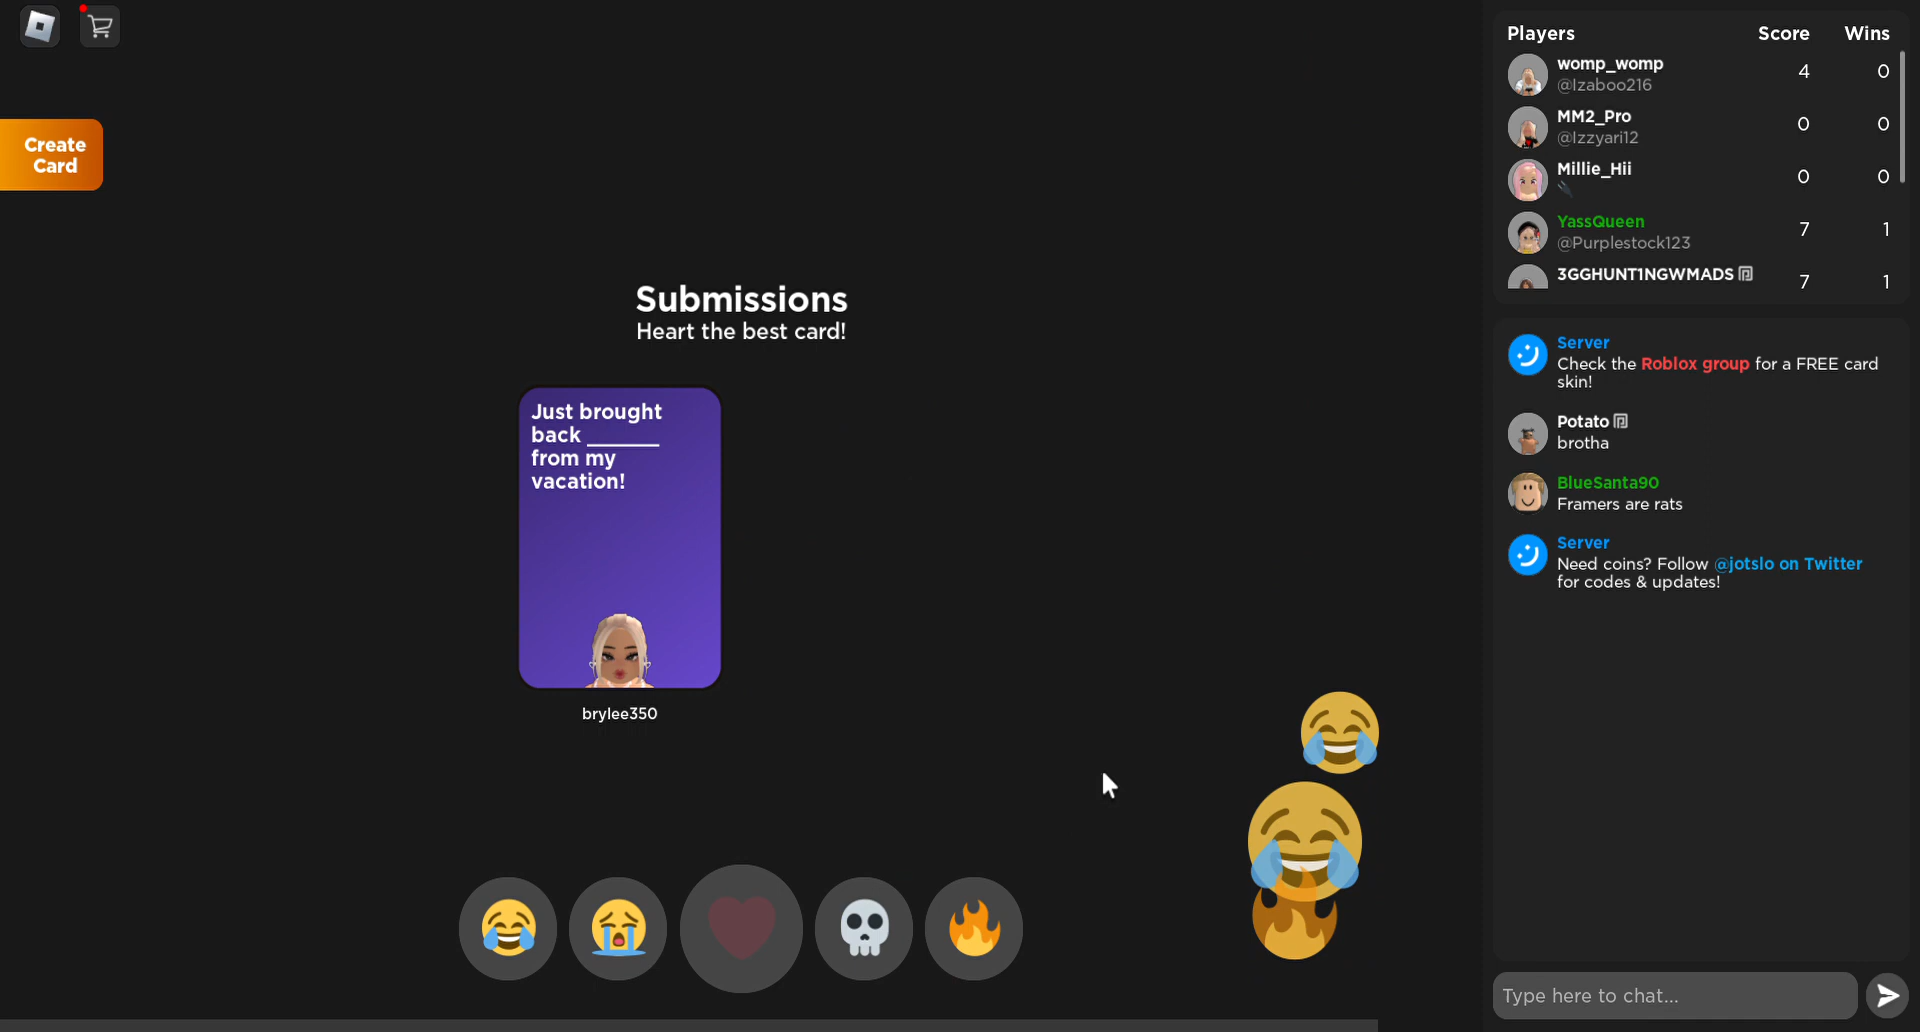 Create
Card
Submissions
Heart the best card!
Just brought
back ______
from my
vacation!
brylee350
Players Score Wins
womp_womp 4 0
@Izaboo216
MM2_Pro 0 0
@Izzyari12
Millie_Hii 0 0
YassQueen 7 1
@Purplestock123
3GGHUNT1NGWMADS 7 1
Server
Check the Roblox group for a FREE card
skin!
Potato
brotha
BlueSanta90
Framers are rats
Server
Need coins? Follow @jotslo on Twitter
for codes & updates!
Type here to chat...